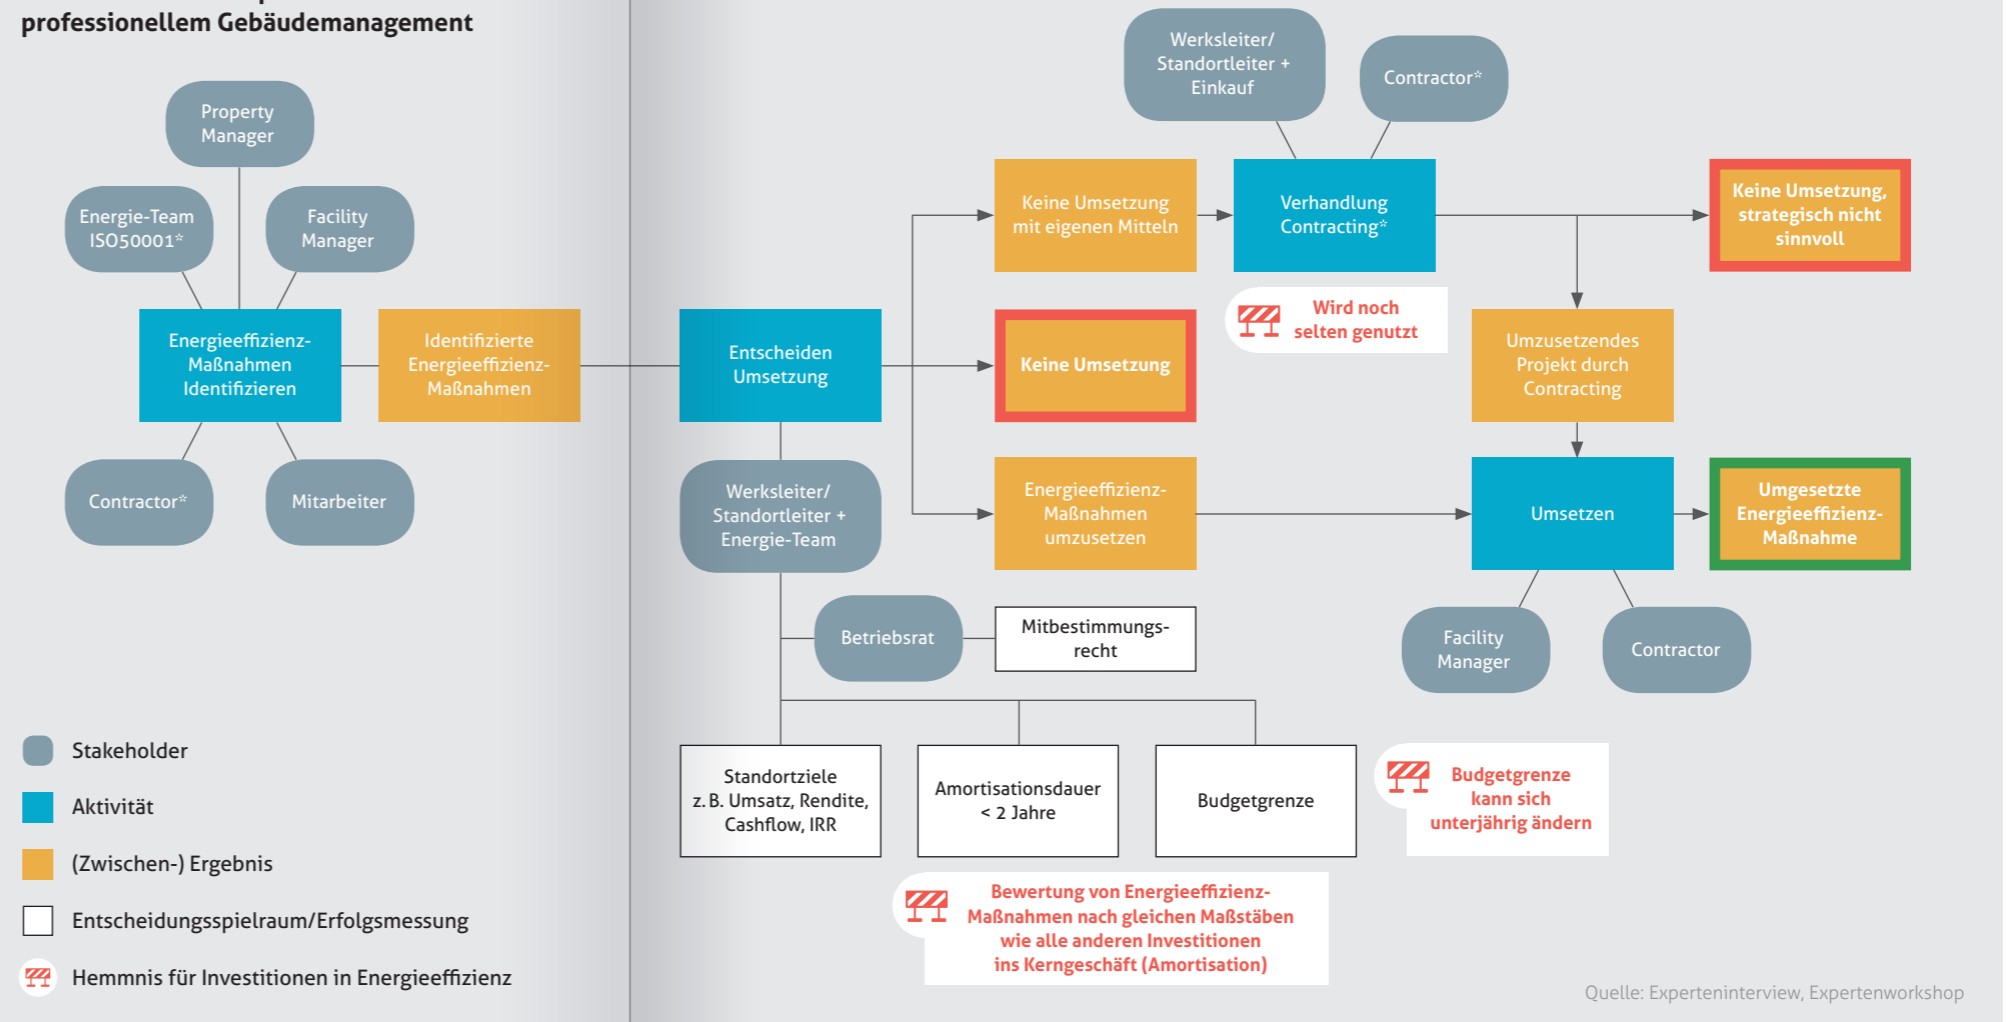 professionellem Gebäudemanagement
Property
Manager
Energie-Team
ISO50001*
Facility
Manager
Energieeffizienz-
Maßnahmen
Identifizieren
Identifizierte
Energieeffizienz-
Maßnahmen
Contractor*
Mitarbeiter
Entscheiden
Umsetzung
Werksleiter/
Standortleiter +
Energie-Team
Betriebsrat
Mitbestimmungs-
recht
Standortziele
z. B. Umsatz, Rendite,
Cashflow, IRR
Amortisationsdauer
< 2 Jahre
Budgetgrenze
Budgetgrenze
kann sich
unterjährig ändern
Bewertung von Energieeffizienz-
Maßnahmen nach gleichen Maßstäben
wie alle anderen Investitionen
ins Kerngeschäft (Amortisation)
Werksleiter/
Standortleiter +
Einkauf
Contractor*
Keine Umsetzung
mit eigenen Mitteln
Verhandlung
Contracting*
Keine Umsetzung,
strategisch nicht
sinnvoll
Wird noch
selten genutzt
Keine Umsetzung
Umzusetzendes
Projekt durch
Contracting
Energieeffizienz-
Maßnahmen
umzusetzen
Umsetzen
Umgesetzte
Energieeffizienz-
Maßnahme
Facility
Manager
Contractor
Stakeholder
Aktivität
(Zwischen-) Ergebnis
Entscheidungsspielraum/Erfolgsmessung
Hemmnis für Investitionen in Energieeffizienz
Quelle: Experteninterview, Expertenworkshop